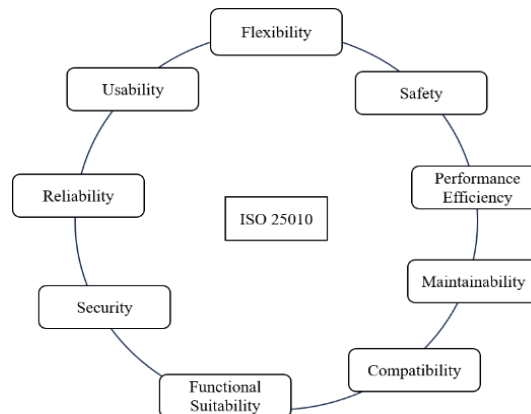 Flexibility
Usability
Safety
Performance
Efficiency
Reliability
ISO 25010
Maintainability
Security
Compatibility
Functional
Suitability